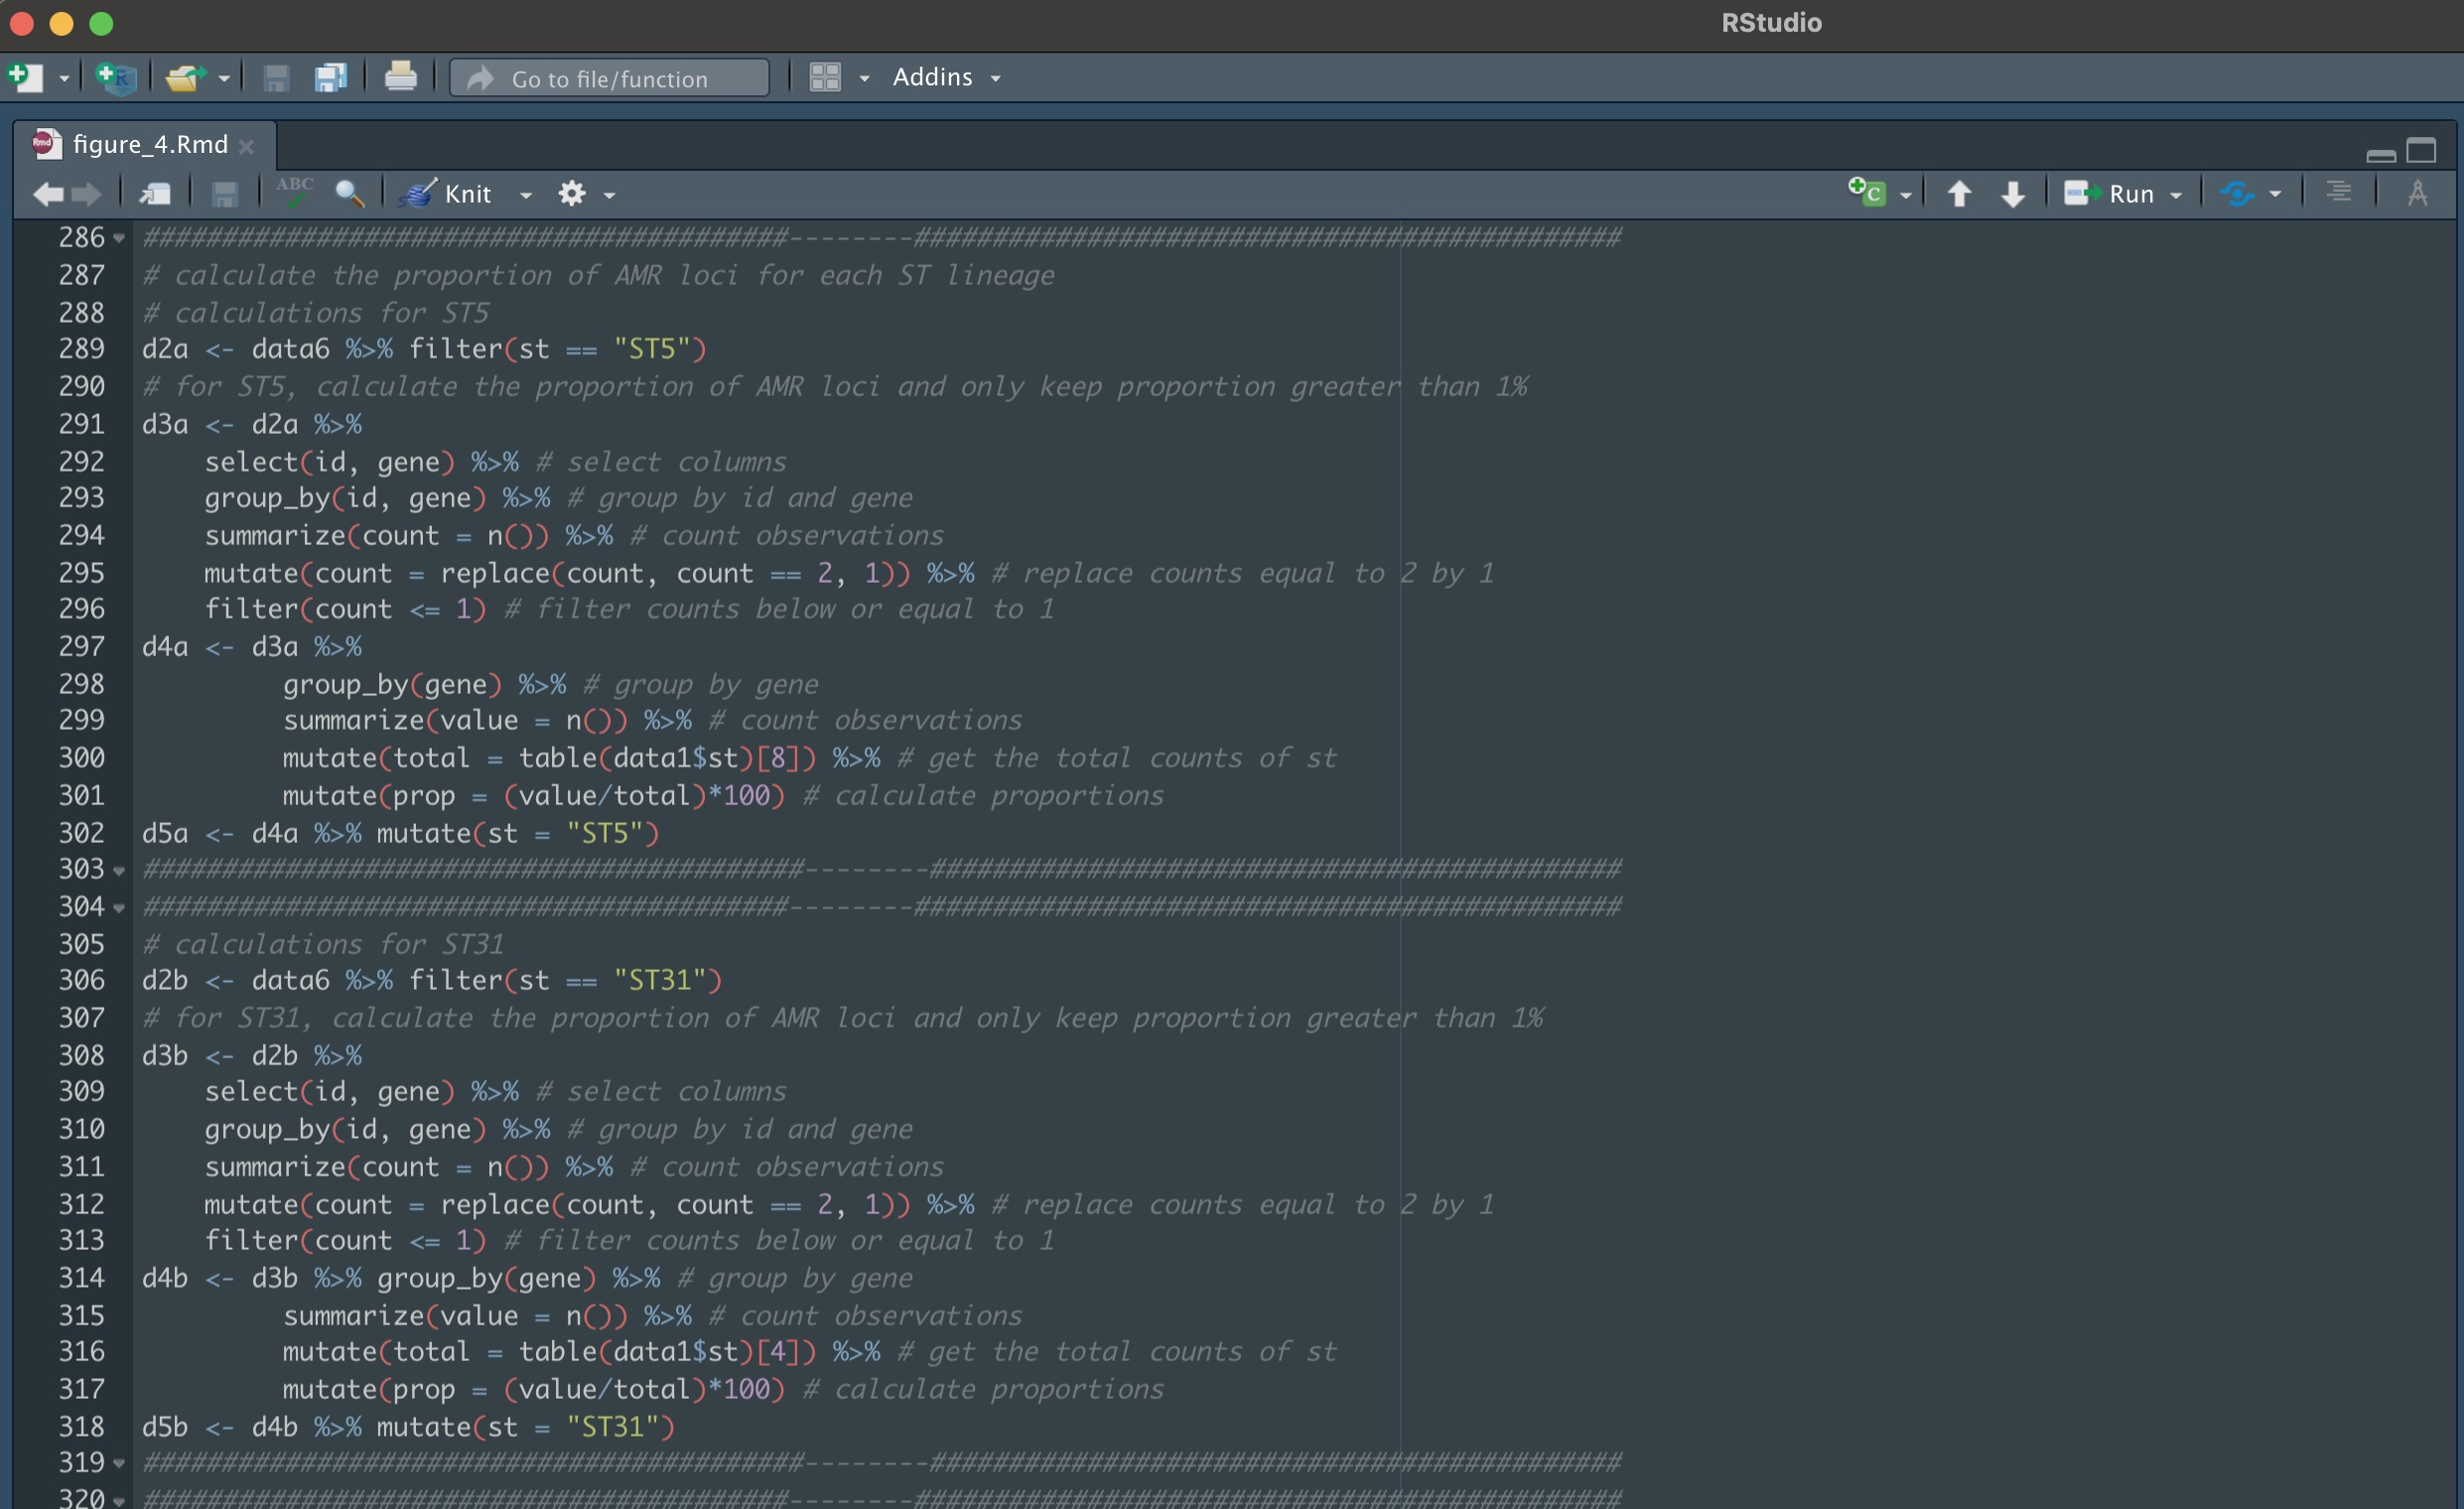 RStudio
Go to file/function Addins
figure_4.Rmd
ABC Knit Run
286 #########################################--------#############################################
287 # calculate the proportion of AMR loci for each ST lineage
288 # calculations for ST5
289 d2a <- data6 %>% filter(st == "ST5")
290 # for ST5, calculate the proportion of AMR loci and only keep proportion greater than 1%
291 d3a <- d2a %>%
292     select(id, gene) %>% # select columns
293     group_by(id, gene) %>% # group by id and gene
294     summarize(count = n()) %>% # count observations
295     mutate(count = replace(count, count == 2, 1)) %>% # replace counts equal to 2 by 1
296     filter(count <= 1) # filter counts below or equal to 1
297 d4a <- d3a %>%
298          group_by(gene) %>% # group by gene
299          summarize(value = n()) %>% # count observations
300          mutate(total = table(data1$st)[8]) %>% # get the total counts of st
301          mutate(prop = (value/total)*100) # calculate proportions
302 d5a <- d4a %>% mutate(st = "ST5")
303 ##########################################--------############################################
304 #########################################--------#############################################
305 # calculations for ST31
306 d2b <- data6 %>% filter(st == "ST31")
307 # for ST31, calculate the proportion of AMR loci and only keep proportion greater than 1%
308 d3b <- d2b %>%
309     select(id, gene) %>% # select columns
310     group_by(id, gene) %>% # group by id and gene
311     summarize(count = n()) %>% # count observations
312     mutate(count = replace(count, count == 2, 1)) %>% # replace counts equal to 2 by 1
313     filter(count <= 1) # filter counts below or equal to 1
314 d4b <- d3b %>% group_by(gene) %>% # group by gene
315          summarize(value = n()) %>% # count observations
316          mutate(total = table(data1$st)[4]) %>% # get the total counts of st
317          mutate(prop = (value/total)*100) # calculate proportions
318 d5b <- d4b %>% mutate(st = "ST31")
319 ##########################################--------############################################
320 #########################################--------#############################################